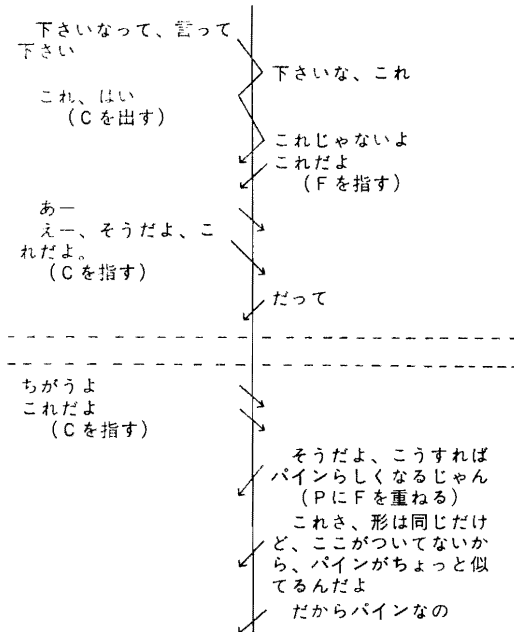 下さいなって、言って
下さい
下さいな、これ
これ、はい
(Cを出す)
これじゃないよ
これだよ
(Fを指す)
あー
えー、そうだよ、こ
れだよ。
(Cを指す)
だって
ちがうよ
これだよ
(Cを指す)
そうだよ、こうすれば
パインらしくなるじゃん
(PにFを重ねる)
これさ、形は同じだけ
ど、ここがついてないか
ら、パインがちょっと似
てるんだよ
だからパインなの